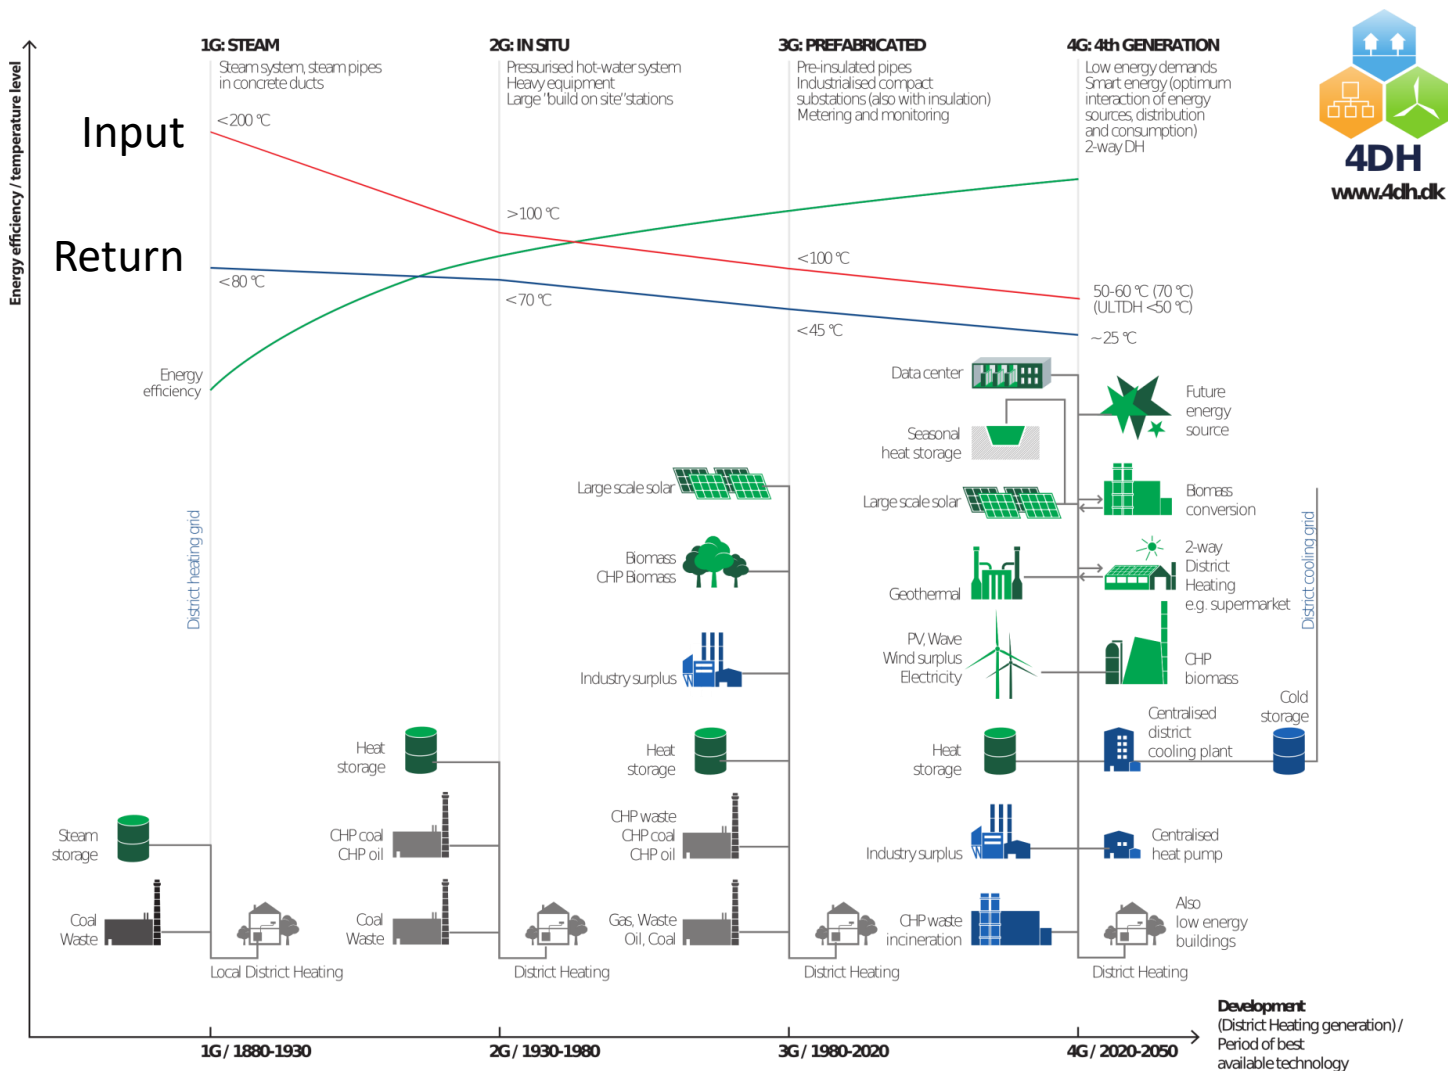 1G: STEAM
Steam system, steam pipes
in concrete ducts
2G: IN SITU
Pressurised hot-water system
Heavy equipment
Large "build on site" stations
3G: PREFABRICATED
Pre-insulated pipes
Industrialised compact
substations (also with insulation)
Metering and monitoring
4G: 4th GENERATION
Low energy demands
Smart energy (optimum
interaction of energy
sources, distribution
and consumption)
2-way DH
4DH
www.4dh.dk
Energy efficiency / temperature level
Input
<200 °C
>100 °C
<100 °C
50-60 °C (70 °C)
(ULTDH <50 °C)
Return
<80 °C
<70 °C
<45 °C
~25 °C
Energy
efficiency
District heating grid
Steam
storage
Coal
Waste
Local District Heating
Heat
storage
CHP coal
CHP oil
Coal
Waste
District Heating
Large scale solar
Biomass
CHP Biomass
Industry surplus
Heat
storage
CHP waste
CHP coal
CHP oil
Gas, Waste
Oil, Coal
District Heating
Data center
Seasonal
heat storage
Large scale solar
Geothermal
PV, Wave
Wind surplus
Electricity
Heat
storage
Industry surplus
CHP waste
incineration
Future
energy
source
Biomass
conversion
2-way
District
Heating
e.g. supermarket
CHP
biomass
Centralised
district
cooling plant
Cold
storage
District cooling grid
Centralised
heat pump
Also
low energy
buildings
District Heating
1G / 1880-1930
2G / 1930-1980
3G / 1980-2020
4G / 2020-2050
Development
(District Heating generation) /
Period of best
available technology